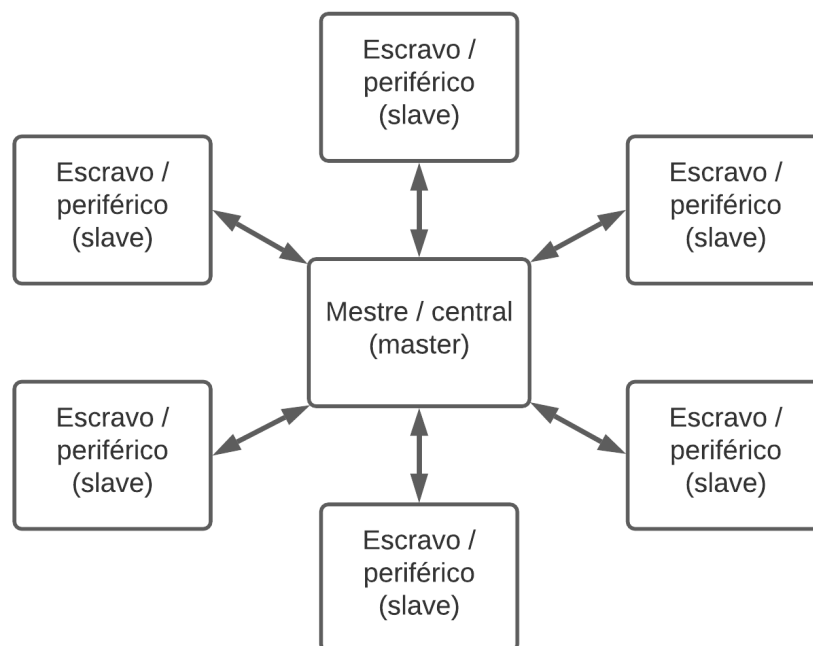 Escravo /
periférico
(slave)
Escravo /
periférico
(slave)
Escravo /
periférico
(slave)
Mestre / central
(master)
Escravo /
periférico
(slave)
Escravo /
periférico
(slave)
Escravo /
periférico
(slave)